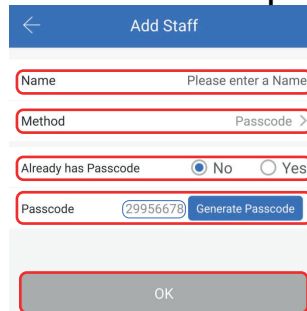 Add Staff
Name Please enter a Name
Method Passcode >
Already has Passcode No Yes
Passcode 29956678 Generate Passcode
OK